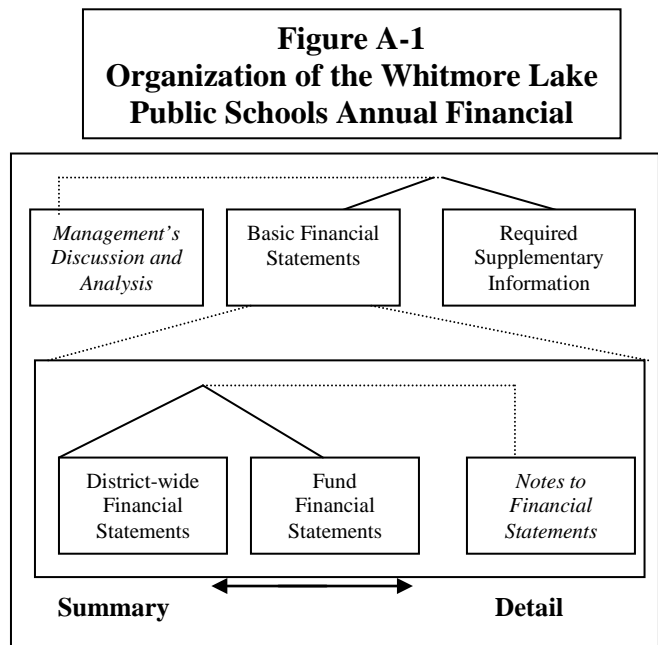 Figure A-1
Organization of the Whitmore Lake
Public Schools Annual Financial
Management’s
Discussion and
Analysis
Basic Financial
Statements
Required
Supplementary
Information
District-wide
Financial
Statements
Fund
Financial
Statements
Notes to
Financial
Statements
Summary
Detail